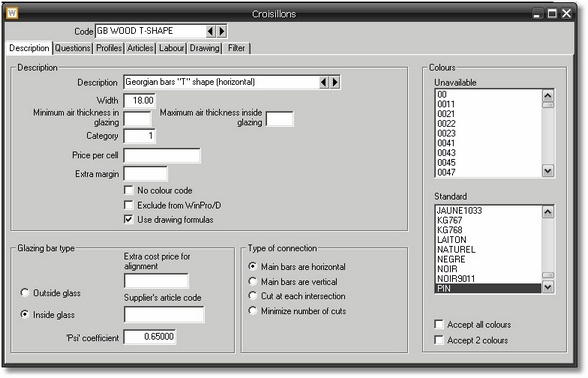 W
Croisillons
Code GB WOOD T-SHAPE
Description Questions Profiles Articles Labour Drawing Filter
Description
Description Georgian bars "T" shape (horizontal)
Width 18.00
Minimum air thickness in glazing
Maximum air thickness inside glazing
Category 1
Price per cell
Extra margin
No colour code
Exclude from WinPro/D
Use drawing formulas
Glazing bar type
Extra cost price for alignment
Outside glass
Supplier's article code
Inside glass
'Psi' coefficient 0.65000
Type of connection
Main bars are horizontal
Main bars are vertical
Cut at each intersection
Minimize number of cuts
Colours
Unavailable
00
0011
0021
0022
0023
0041
0043
0045
0047
Standard
JAUNE1033
KG767
KG768
LAITON
NATUREL
NEGRE
NOIR
NOIR9011
PIN
Accept all colours
Accept 2 colours